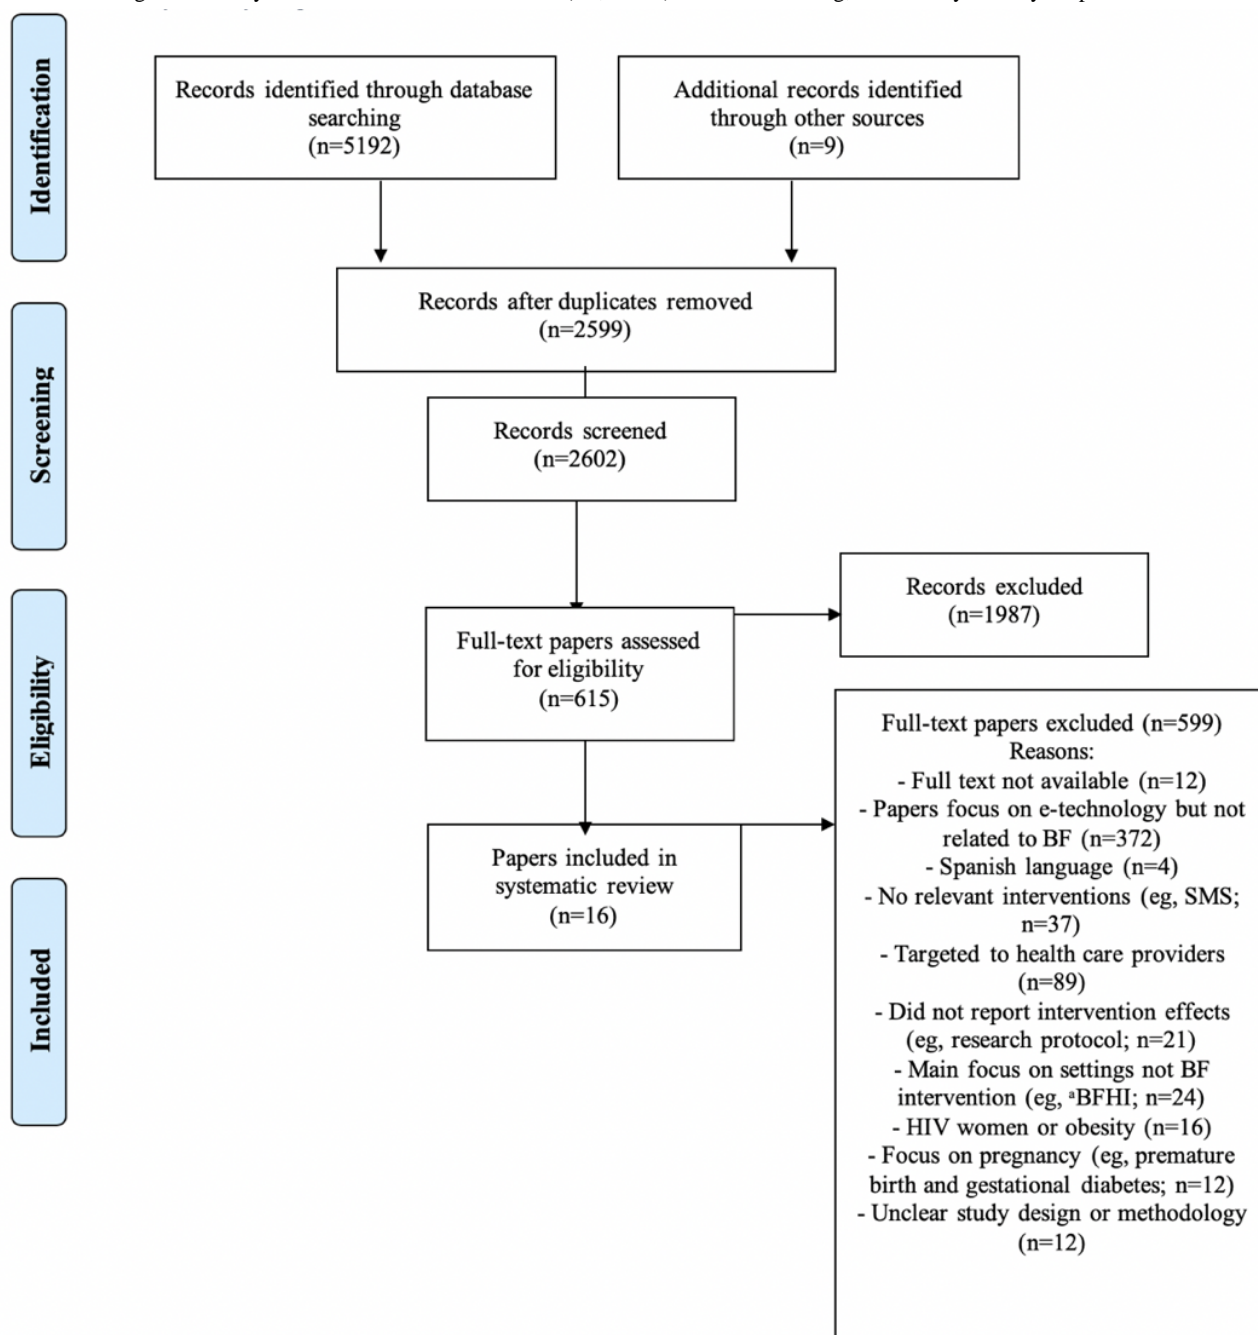 Identification
Records identified through database
searching
(n=5192)
Additional records identified
through other sources
(n=9)
Records after duplicates removed
(n=2599)
Screening
Records screened
(n=2602)
Records excluded
(n=1987)
Eligibility
Full-text papers assessed
for eligibility
(n=615)
Full-text papers excluded (n=599)
Reasons:
- Full text not available (n=12)
- Papers focus on e-technology but not
related to BF (n=372)
- Spanish language (n=4)
- No relevant interventions (eg, SMS;
n=37)
- Targeted to health care providers
(n=89)
- Did not report intervention effects
(eg, research protocol; n=21)
- Main focus on settings not BF
intervention (eg, ᵃBFHI; n=24)
- HIV women or obesity (n=16)
- Focus on pregnancy (eg, premature
birth and gestational diabetes; n=12)
- Unclear study design or methodology
(n=12)
Included
Papers included in
systematic review
(n=16)